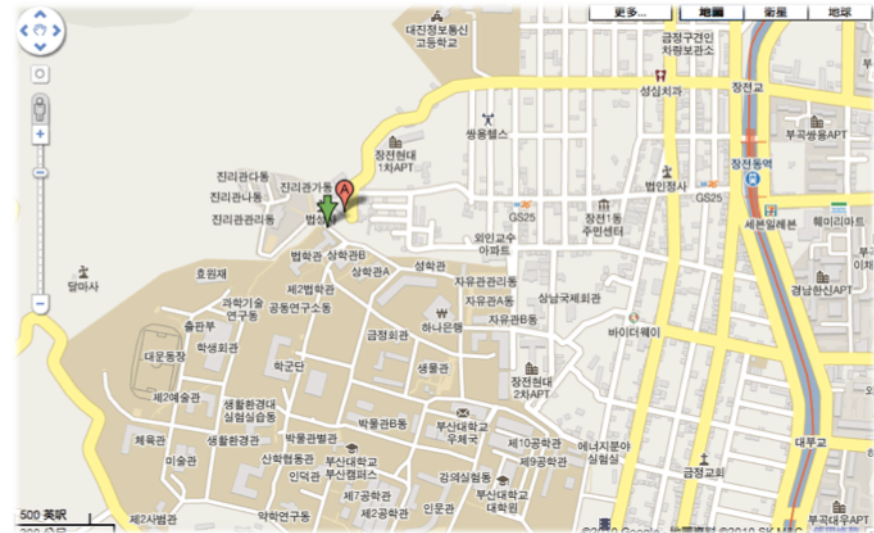 更多...
地圖
衛星
地球
대진정보통신
고등학교
금정구견인
차량보관소
성심치과
장전교
쌍용헬스
부곡쌍용APT
장전현대
1차APT
장전동역
진리관다동
진리관가동
진리관나동
법인정사
GS25
GS25
진리관관리동
장전1동
주민센터
세븐일레븐
훼미리마트
외인교수
아파트
법학관
상학관B
상학관A
성학관
달마사
효원재
제2법학관
자유관관리동
경남한신APT
과학기술
연구동
공동연구소동
자유관A동
상남국제회관
출판부
하나은행
자유관B동
바이더웨이
금정회관
학생회관
대운동장
학군단
생물관
장전현대
2차APT
제2예술관
생활환경대
실험실습동
박물관B동
부산대학교
우체국
체육관
생활환경관
박물관별관
제10공학관
에너지분야
실험실
대부교
미술관
산학협동관
부산대학교
부산캠퍼스
제9공학관
금정교회
인덕관
강의실험동
제7공학관
부산대학교
대학원
500 英呎
제2사범관
약학연구동
제2공학관
인문관
부곡대우APT